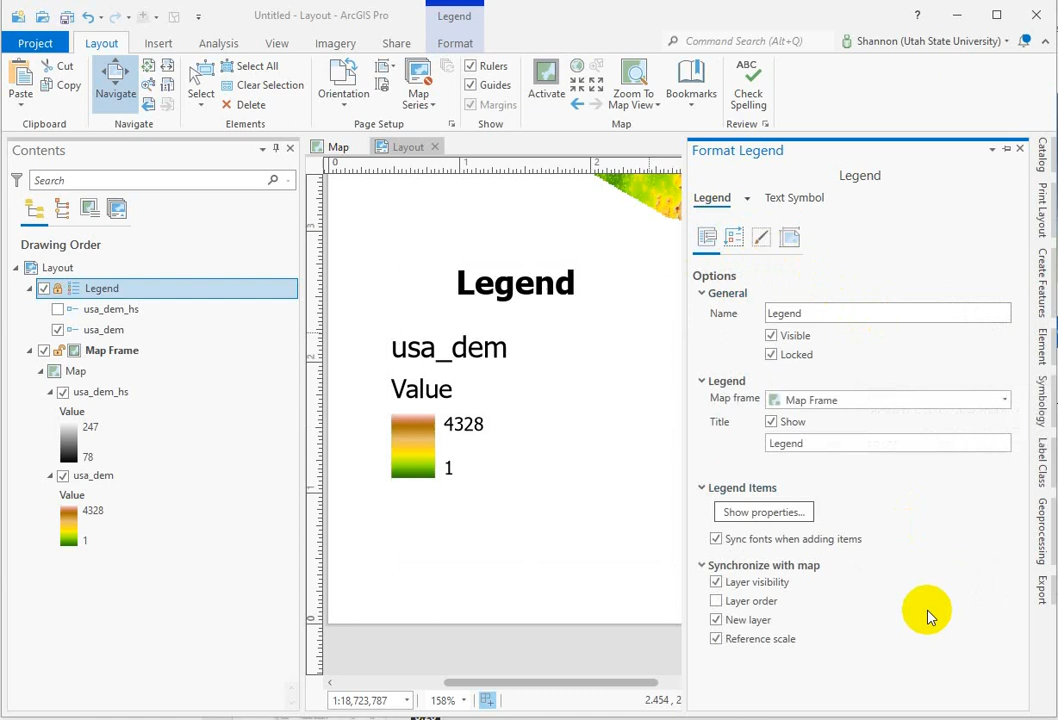 Untitled - Layout - ArcGIS Pro
Legend
?
Project
Layout
Insert
Analysis
View
Imagery
Share
Format
Command Search (Alt+Q)
Shannon (Utah State University)
Paste
Cut
Copy
Clipboard
Navigate
Navigate
Select
Select All
Clear Selection
Delete
Elements
Orientation
Map
Series
Page Setup
Rulers
Guides
Margins
Show
Activate
Zoom To
Map View
Bookmarks
Map
ABC
Check
Spelling
Review
Contents
Search
Drawing Order
Layout
Legend
usa_dem_hs
usa_dem
Map Frame
Map
usa_dem_hs
Value
247
78
usa_dem
Value
4328
1
Map
Layout
0
1
2
3
2
1
0
Legend
usa_dem
Value
4328
1
1:18,723,787
158%
2.454 , 2
Format Legend
Legend
Legend
Text Symbol
Options
General
Name
Legend
Visible
Locked
Legend
Map frame
Map Frame
Title
Show
Legend
Legend Items
Show properties...
Sync fonts when adding items
Synchronize with map
Layer visibility
Layer order
New layer
Reference scale
Catalog
Print Layout
Create Features
Element
Symbology
Label Class
Geoprocessing
Export